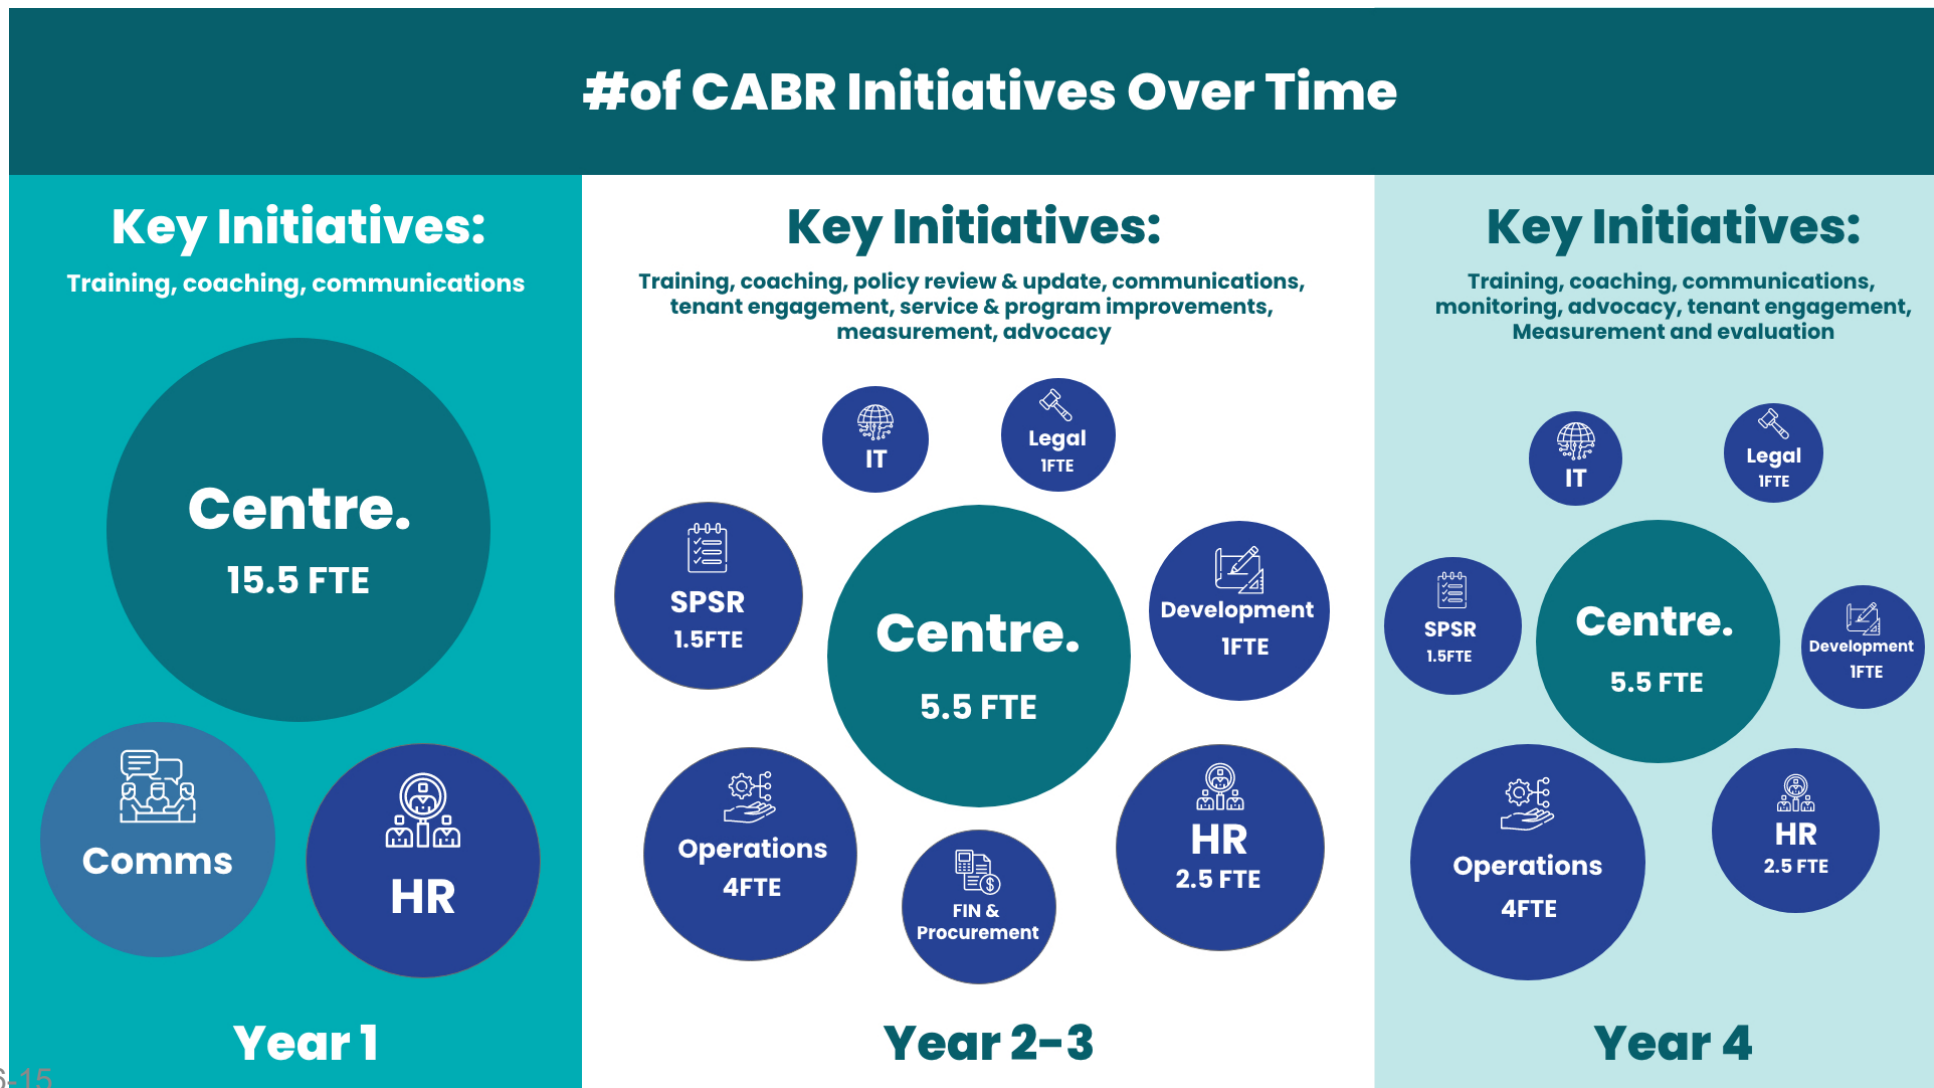 #of CABR Initiatives Over Time
Key Initiatives:
Training, coaching, communications
Centre.
15.5 FTE
Comms
HR
Year 1
Key Initiatives:
Training, coaching, policy review & update, communications,
tenant engagement, service & program improvements,
measurement, advocacy
IT
Legal
1FTE
SPSR
1.5FTE
Centre.
5.5 FTE
Development
1FTE
Operations
4FTE
FIN &
Procurement
HR
2.5 FTE
Year 2-3
Key Initiatives:
Training, coaching, communications,
monitoring, advocacy, tenant engagement,
Measurement and evaluation
IT
Legal
1FTE
SPSR
1.5FTE
Centre.
5.5 FTE
Development
1FTE
Operations
4FTE
HR
2.5 FTE
Year 4
-15